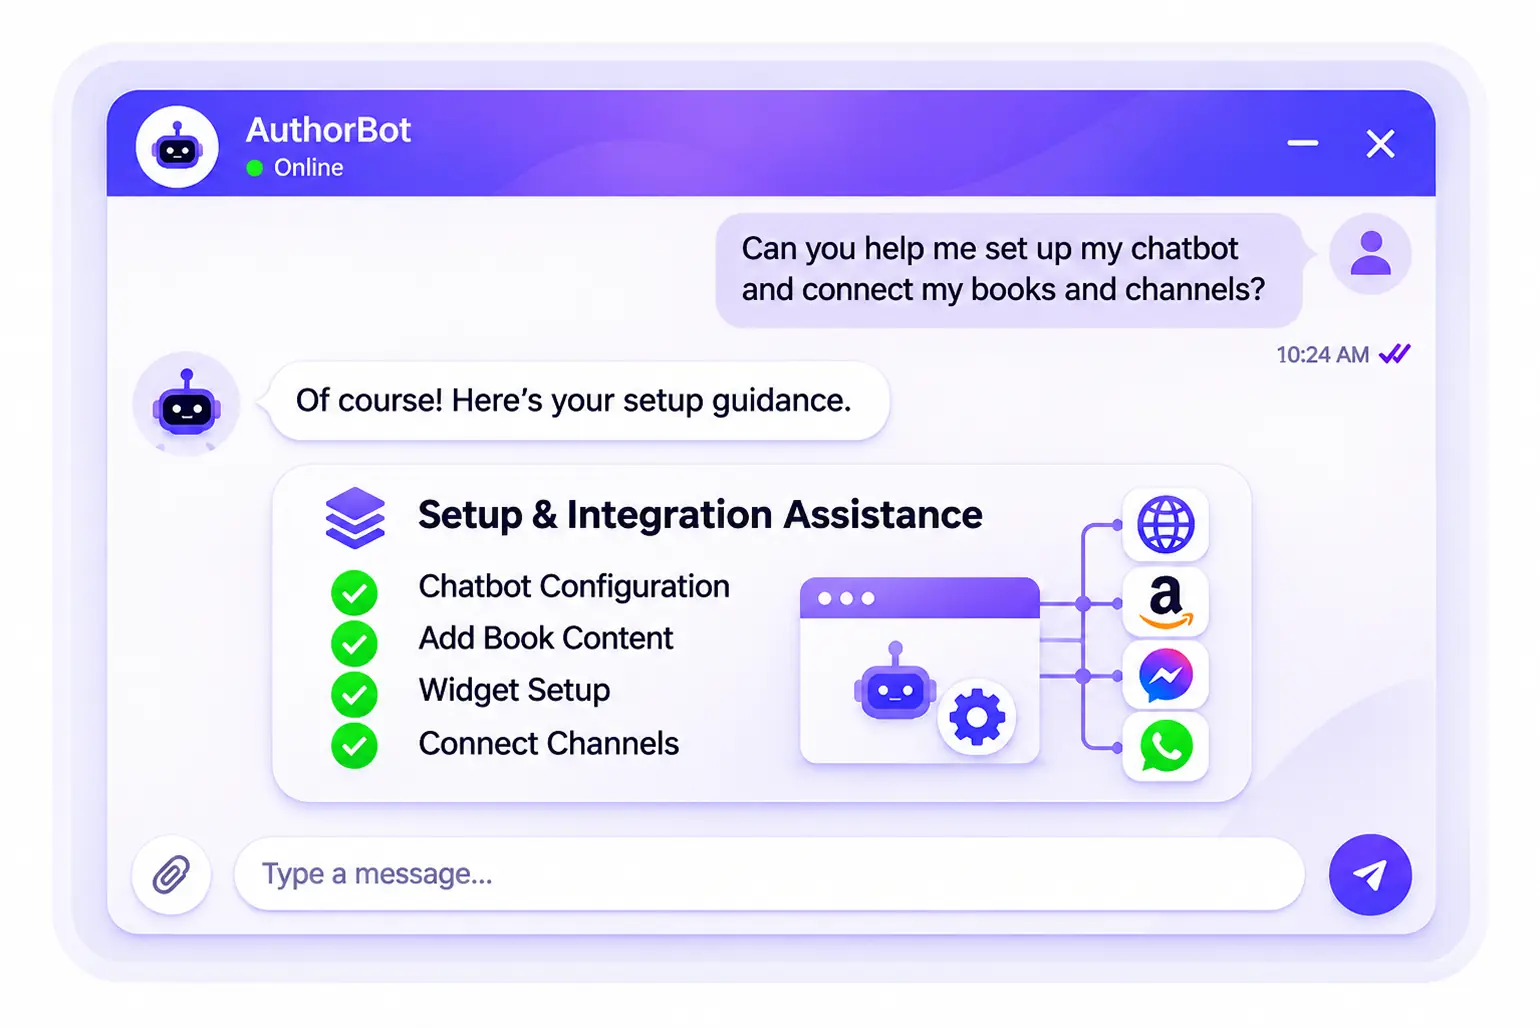 AuthorBot
Online
Can you help me set up my chatbot
and connect my books and channels?
10:24 AM
Of course! Here’s your setup guidance.
Setup & Integration Assistance
Chatbot Configuration
Add Book Content
Widget Setup
Connect Channels
a
Type a message...